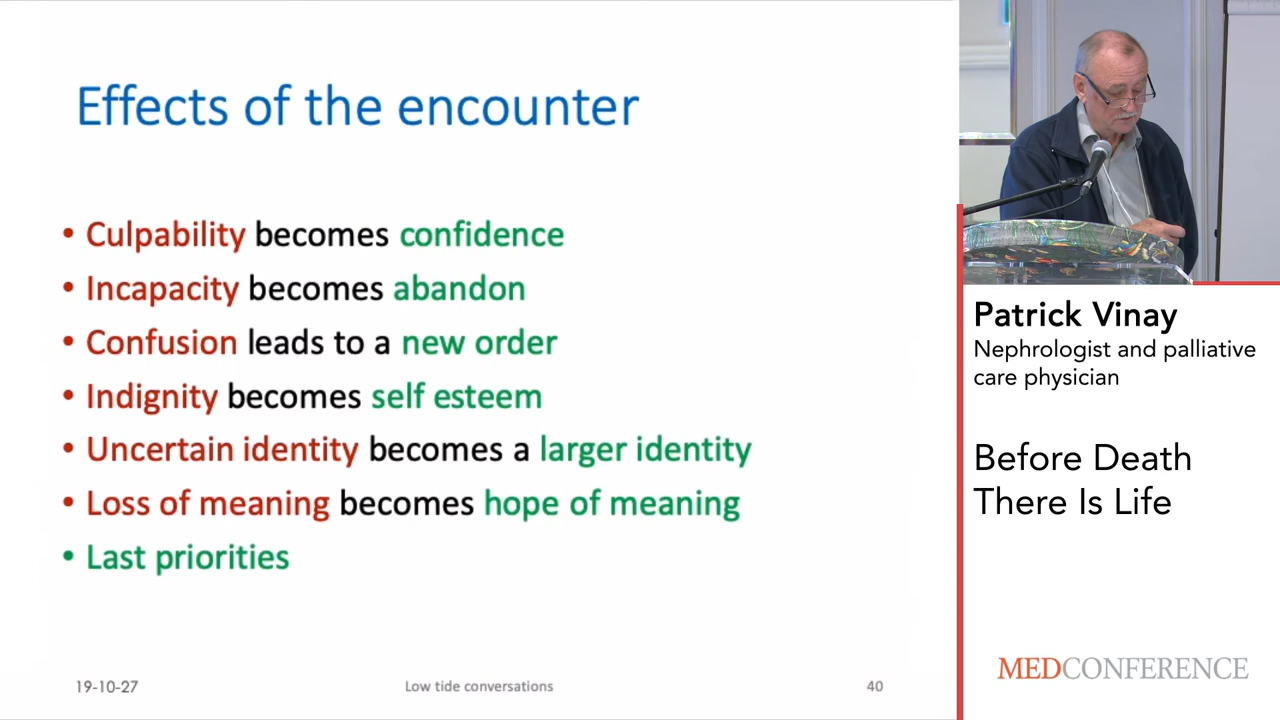 Effects of the encounter
• Culpability becomes confidence
• Incapacity becomes abandon
• Confusion leads to a new order
• Indignity becomes self esteem
• Uncertain identity becomes a larger identity
• Loss of meaning becomes hope of meaning
• Last priorities
19-10-27
Low tide conversations
40
Patrick Vinay
Nephrologist and palliative
care physician
Before Death
There Is Life
MEDCONFERENCE